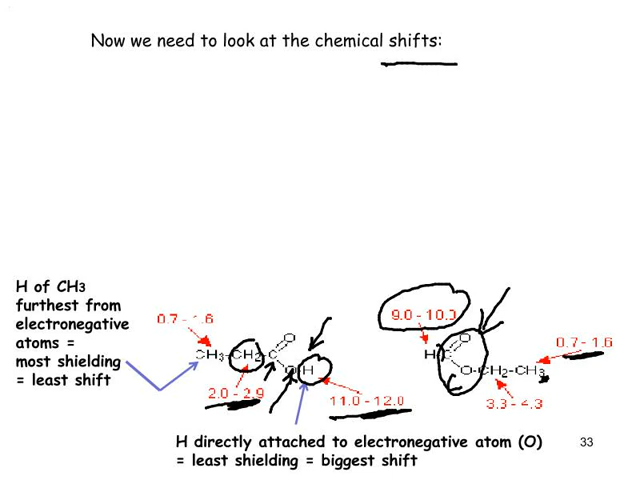 Now we need to look at the chemical shifts:
H of CH3
furthest from
electronegative
atoms =
most shielding
= least shift
0.7 - 1.6
CH3-CH2-C
O
OH
2.0 - 2.9
11.0 - 12.0
9.0 - 10.0
O
H C
O-CH2-CH3
0.7 - 1.6
3.3 - 4.3
H directly attached to electronegative atom (O)
= least shielding = biggest shift
33